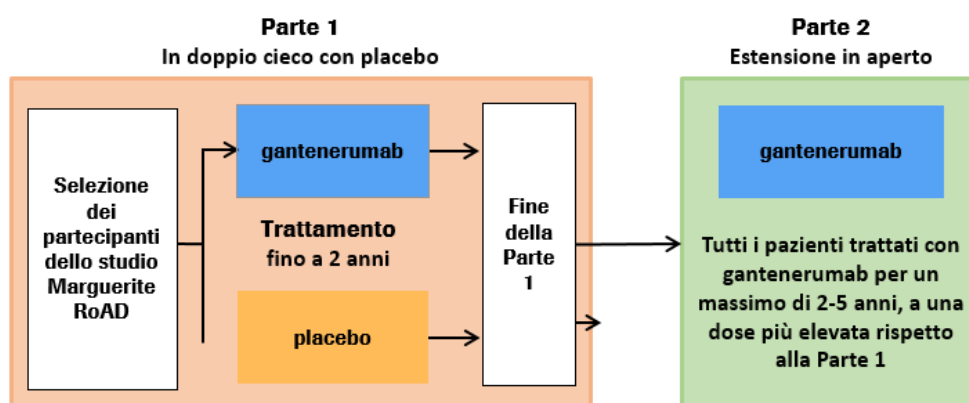 Parte 1
In doppio cieco con placebo
Selezione
dei
partecipanti
dello studio
Marguerite
RoAD
gantenerumab
Trattamento
fino a 2 anni
placebo
Fine
della
Parte
1
Parte 2
Estensione in aperto
gantenerumab
Tutti i pazienti trattati con
gantenerumab per un
massimo di 2-5 anni, a una
dose più elevata rispetto
alla Parte 1